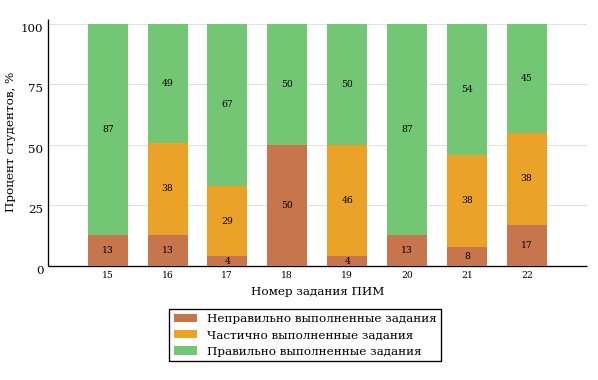 Процент студентов, %
100
75
50
25
0
87 49 67 50 50 87 54 45
38 29 46 38 38
13 13 4 50 4 13 8 17
15 16 17 18 19 20 21 22
Номер задания ПИМ
Неправильно выполненные задания
Частично выполненные задания
Правильно выполненные задания